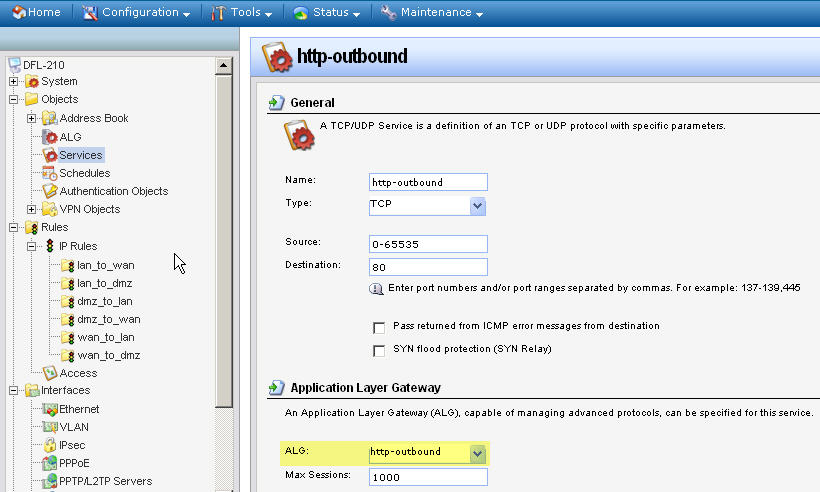 Home Configuration Tools Status Maintenance
DFL-210
System
Objects
Address Book
ALG
Services
Schedules
Authentication Objects
VPN Objects
Rules
IP Rules
lan_to_wan
lan_to_dmz
dmz_to_lan
dmz_to_wan
wan_to_lan
wan_to_dmz
Access
Interfaces
Ethernet
VLAN
IPsec
PPPoE
PPTP/L2TP Servers
http-outbound
General
A TCP/UDP Service is a definition of an TCP or UDP protocol with specific parameters.
Name: http-outbound
Type: TCP
Source: 0-65535
Destination: 80
Enter port numbers and/or port ranges separated by commas. For example: 137-139,445
Pass returned from ICMP error messages from destination
SYN flood protection (SYN Relay)
Application Layer Gateway
An Application Layer Gateway (ALG), capable of managing advanced protocols, can be specified for this service.
ALG: http-outbound
Max Sessions: 1000